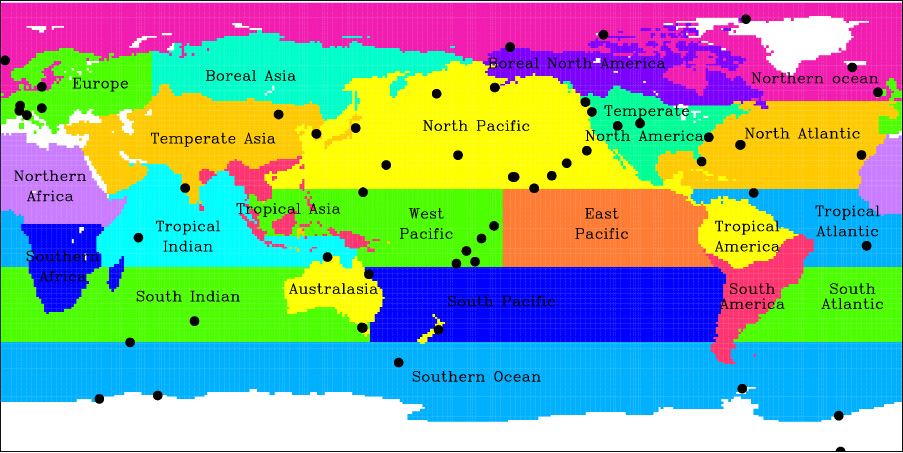 Boreal North America
Europe
Boreal Asia
Northern ocean
Temperate
North America
Temperate Asia
North Pacific
North Atlantic
Northern
Africa
Tropical Asia
West
Pacific
East
Pacific
Tropical
Atlantic
Tropical
Indian
Tropical
America
Southern
Africa
South Indian
Australasia
South Pacific
South
America
South
Atlantic
Southern Ocean